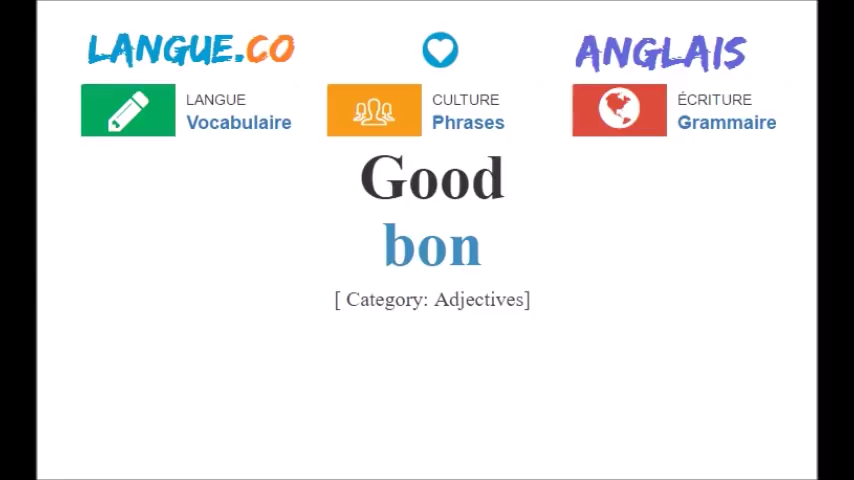 LANGUE.CO
ANGLAIS
LANGUE
Vocabulaire
CULTURE
Phrases
ÉCRITURE
Grammaire
Good
bon
[ Category: Adjectives]